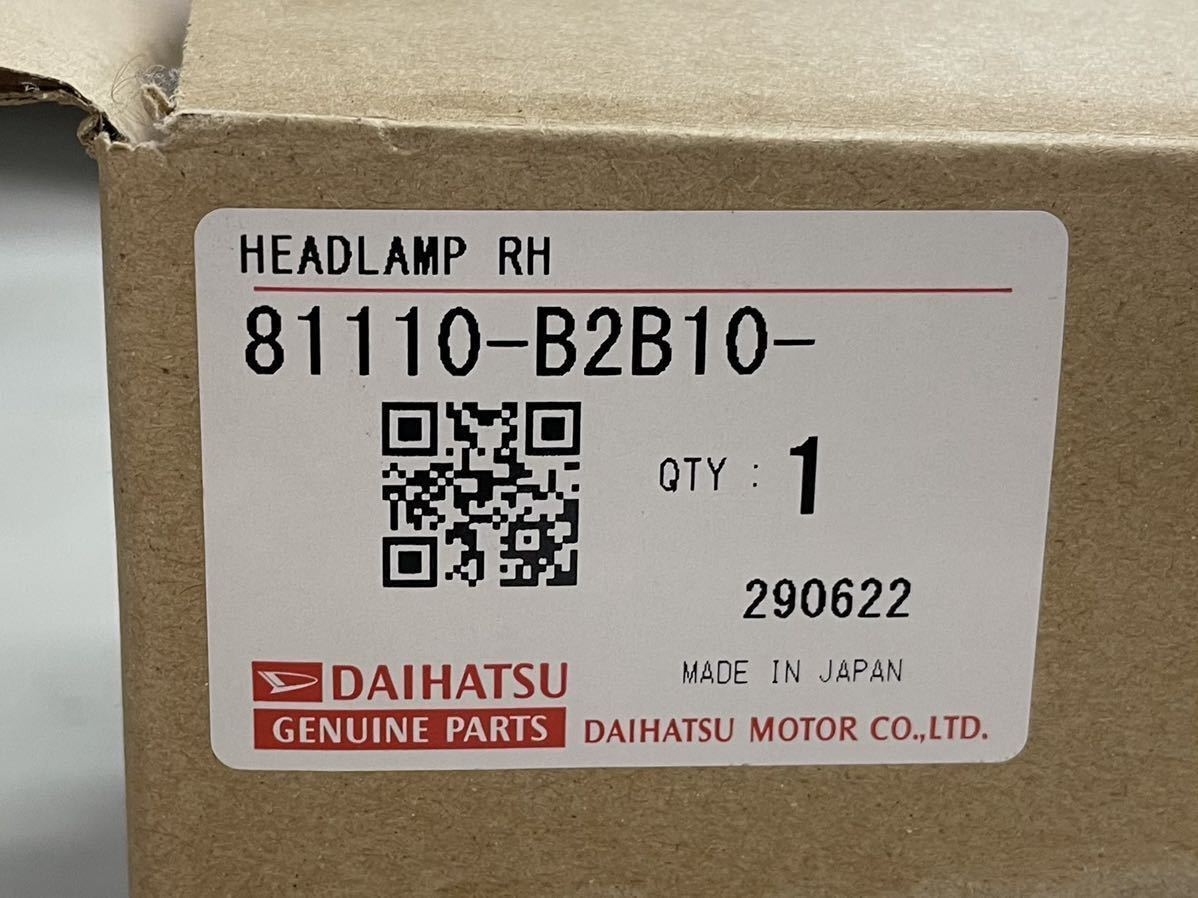 HEADLAMP RH
81110-B2B10-
QTY : 1
290622
MADE IN JAPAN
DAIHATSU
GENUINE PARTS
DAIHATSU MOTOR CO.,LTD.